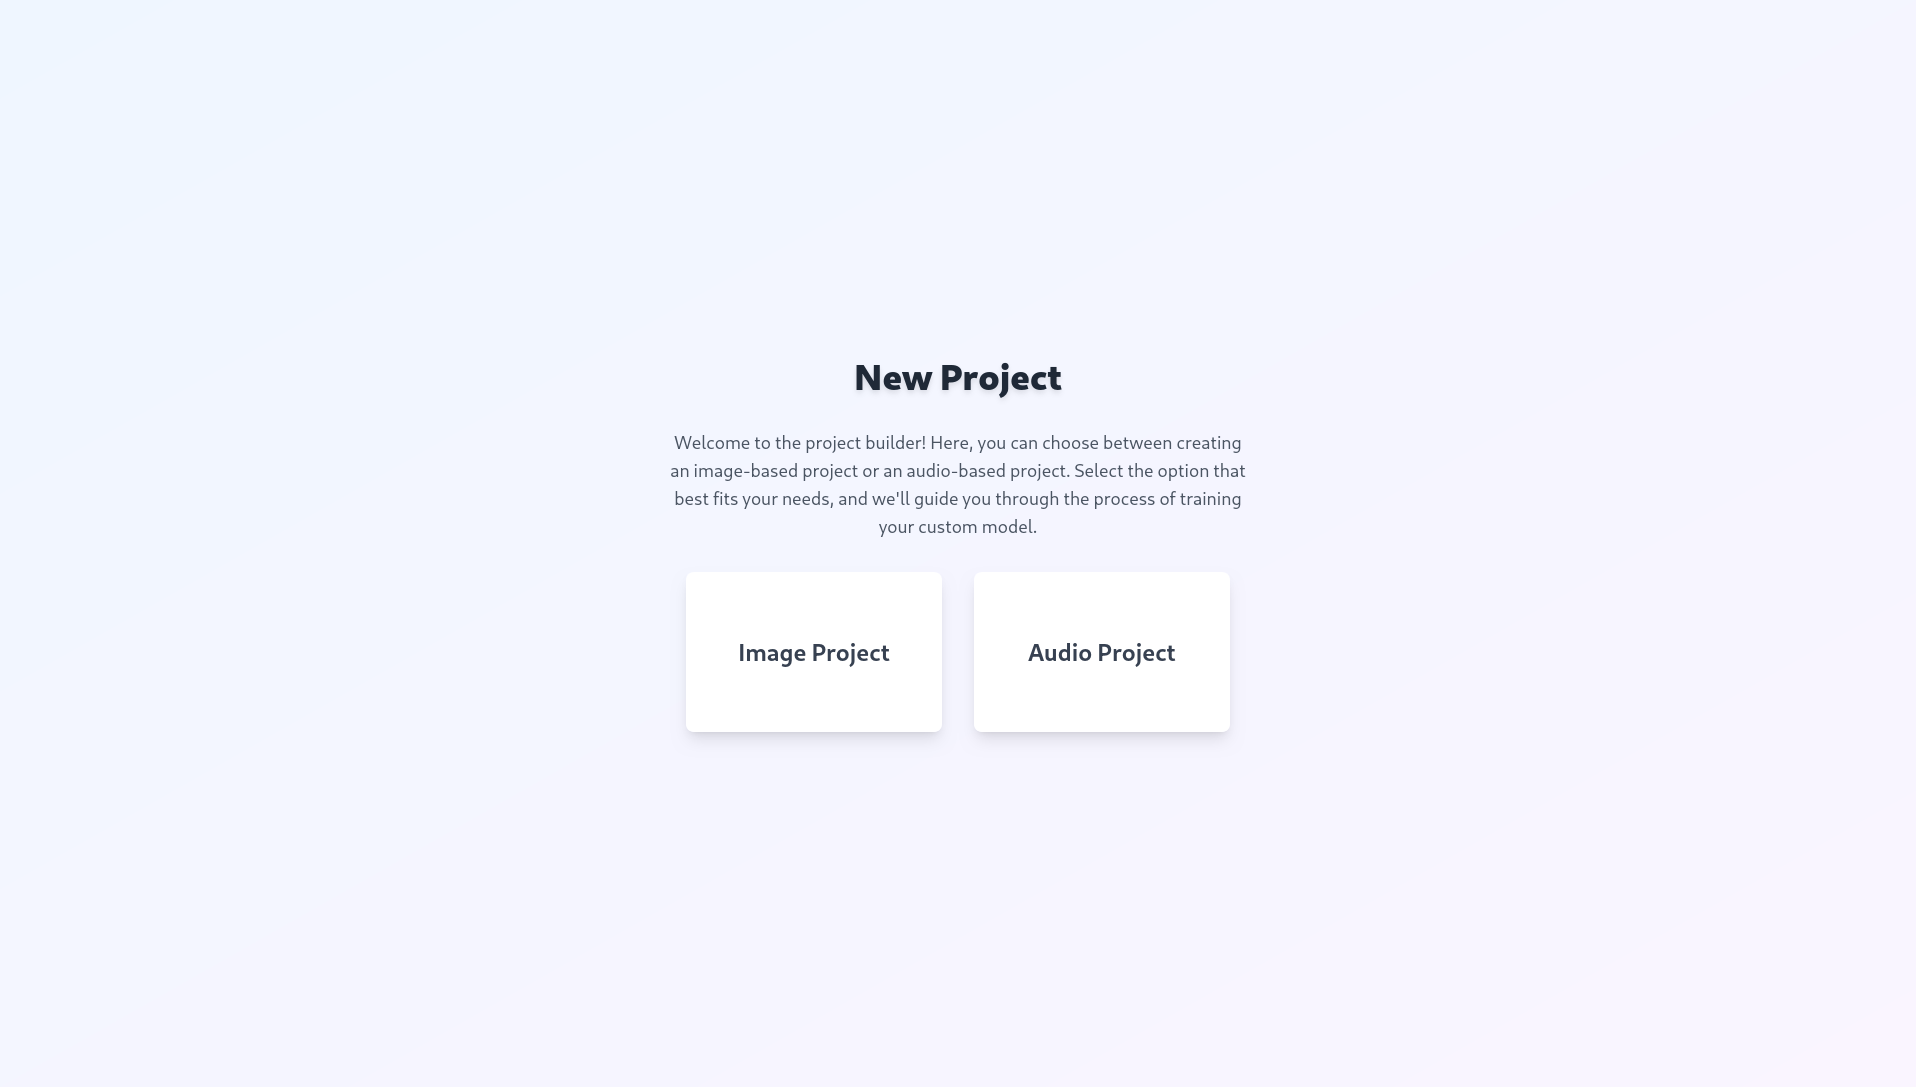 New Project
Welcome to the project builder! Here, you can choose between creating
an image-based project or an audio-based project. Select the option that
best fits your needs, and we'll guide you through the process of training
your custom model.
Image Project
Audio Project